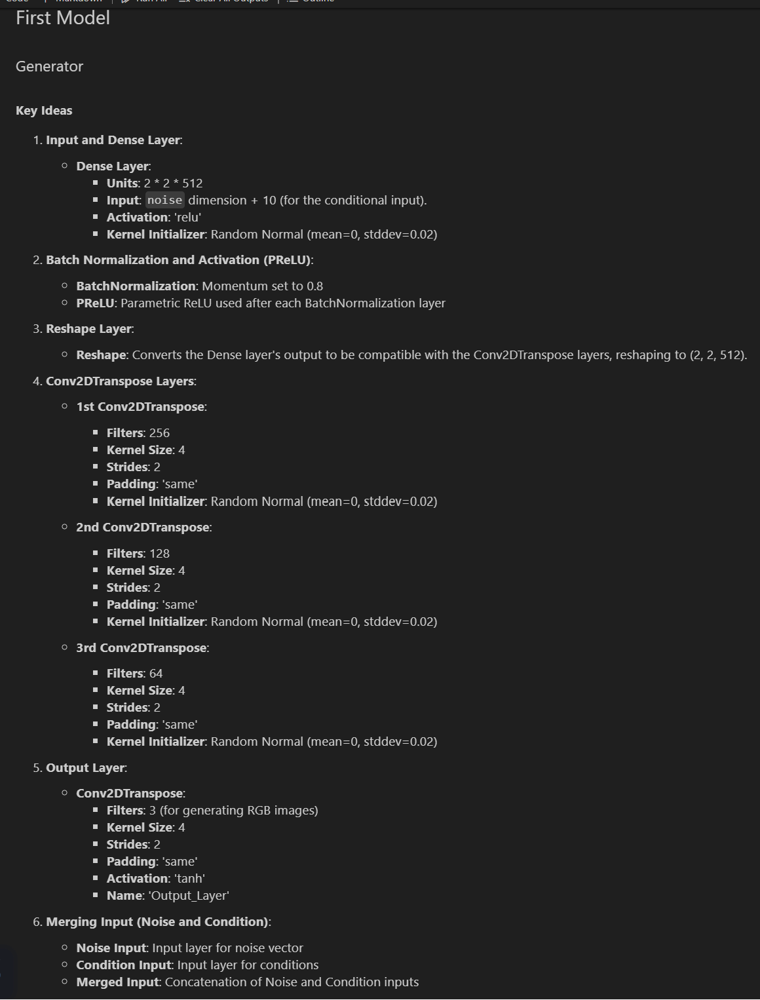 Code
Markdown
Run All
Clear All Outputs
Outline
First Model
Generator
Key Ideas
1. Input and Dense Layer:
Dense Layer:
Units: 2 * 2 * 512
Input: noise dimension + 10 (for the conditional input).
Activation: 'relu'
Kernel Initializer: Random Normal (mean=0, stddev=0.02)
2. Batch Normalization and Activation (PReLU):
BatchNormalization: Momentum set to 0.8
PReLU: Parametric ReLU used after each BatchNormalization layer
3. Reshape Layer:
Reshape: Converts the Dense layer's output to be compatible with the Conv2DTranspose layers, reshaping to (2, 2, 512).
4. Conv2DTranspose Layers:
1st Conv2DTranspose:
Filters: 256
Kernel Size: 4
Strides: 2
Padding: 'same'
Kernel Initializer: Random Normal (mean=0, stddev=0.02)
2nd Conv2DTranspose:
Filters: 128
Kernel Size: 4
Strides: 2
Padding: 'same'
Kernel Initializer: Random Normal (mean=0, stddev=0.02)
3rd Conv2DTranspose:
Filters: 64
Kernel Size: 4
Strides: 2
Padding: 'same'
Kernel Initializer: Random Normal (mean=0, stddev=0.02)
5. Output Layer:
Conv2DTranspose:
Filters: 3 (for generating RGB images)
Kernel Size: 4
Strides: 2
Padding: 'same'
Activation: 'tanh'
Name: 'Output_Layer'
6. Merging Input (Noise and Condition):
Noise Input: Input layer for noise vector
Condition Input: Input layer for conditions
Merged Input: Concatenation of Noise and Condition inputs